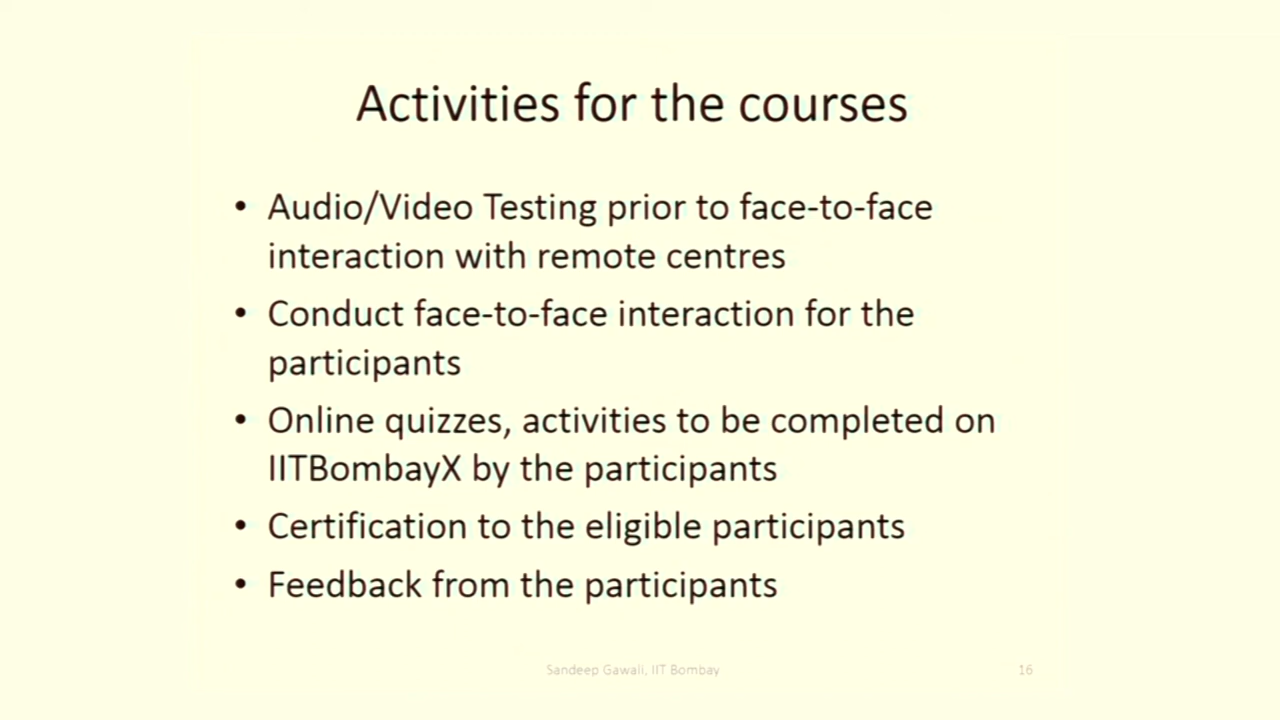 Activities for the courses
• Audio/Video Testing prior to face-to-face
interaction with remote centres
• Conduct face-to-face interaction for the
participants
• Online quizzes, activities to be completed on
IITBombayX by the participants
• Certification to the eligible participants
• Feedback from the participants
Sandeep Gawali, IIT Bombay
16